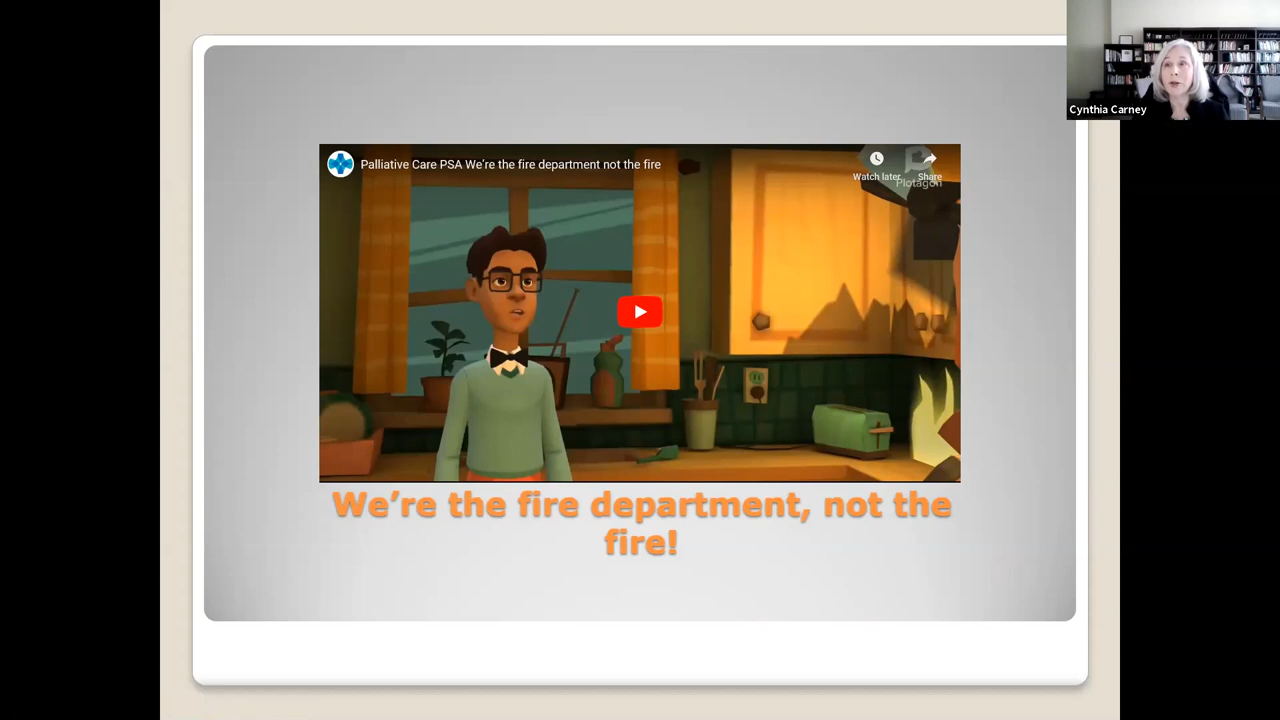 Cynthia Carney
Palliative Care PSA We're the fire department not the fire
Watch later
Share
Plotagon
We’re the fire department, not the
fire!